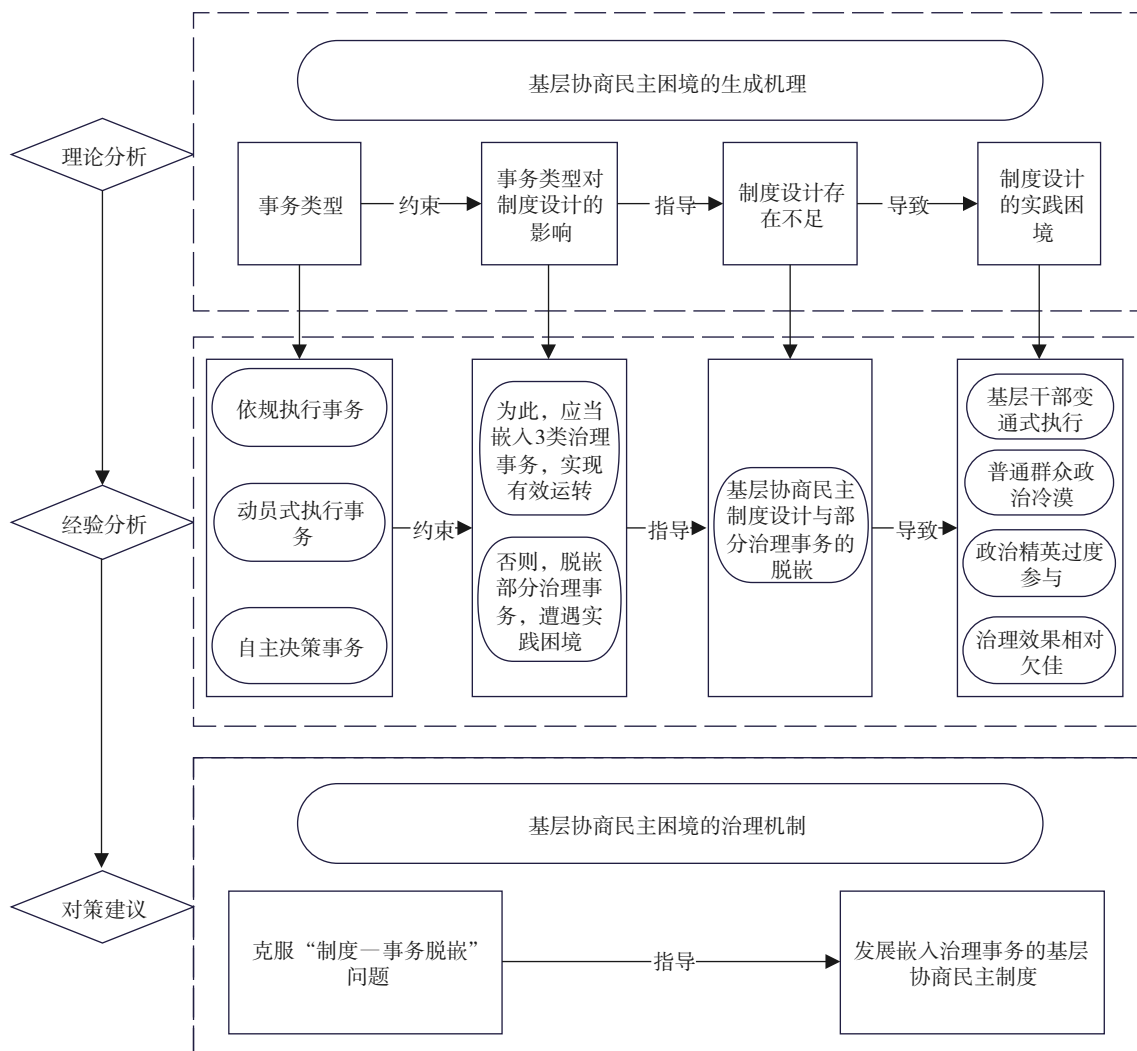 基层协商民主困境的生成机理
理论分析
事务类型
约束
事务类型对
制度设计的
影响
指导
制度设计存
在不足
导致
制度设计
的实践困
境
经验分析
依规执行事务
动员式执行事
务
自主决策事务
约束
为此，应当
嵌入3类治理
事务，实现
有效运转
否则，脱嵌
部分治理事
务，遭遇实
践困境
指导
基层协商民主
制度设计与部
分治理事务的
脱嵌
导致
基层干部变
通式执行
普通群众政
治冷漠
政治精英过度
参与
治理效果相对
欠佳
基层协商民主困境的治理机制
对策建议
克服“制度—事务脱嵌”
问题
指导
发展嵌入治理事务的基层
协商民主制度